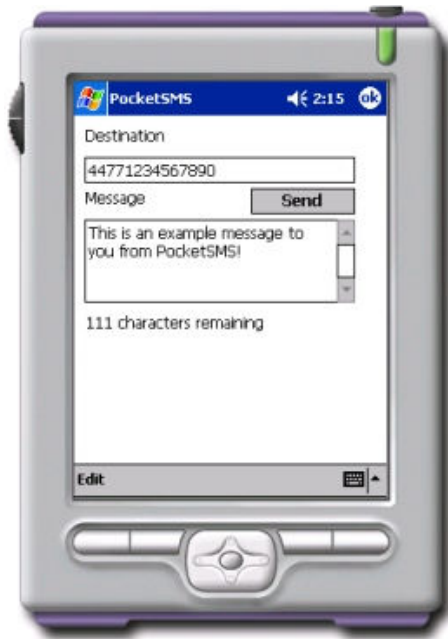 PocketSMS 2:15 ok
Destination
44771234567890
Message Send
This is an example message to
you from PocketSMS!
111 characters remaining
Edit